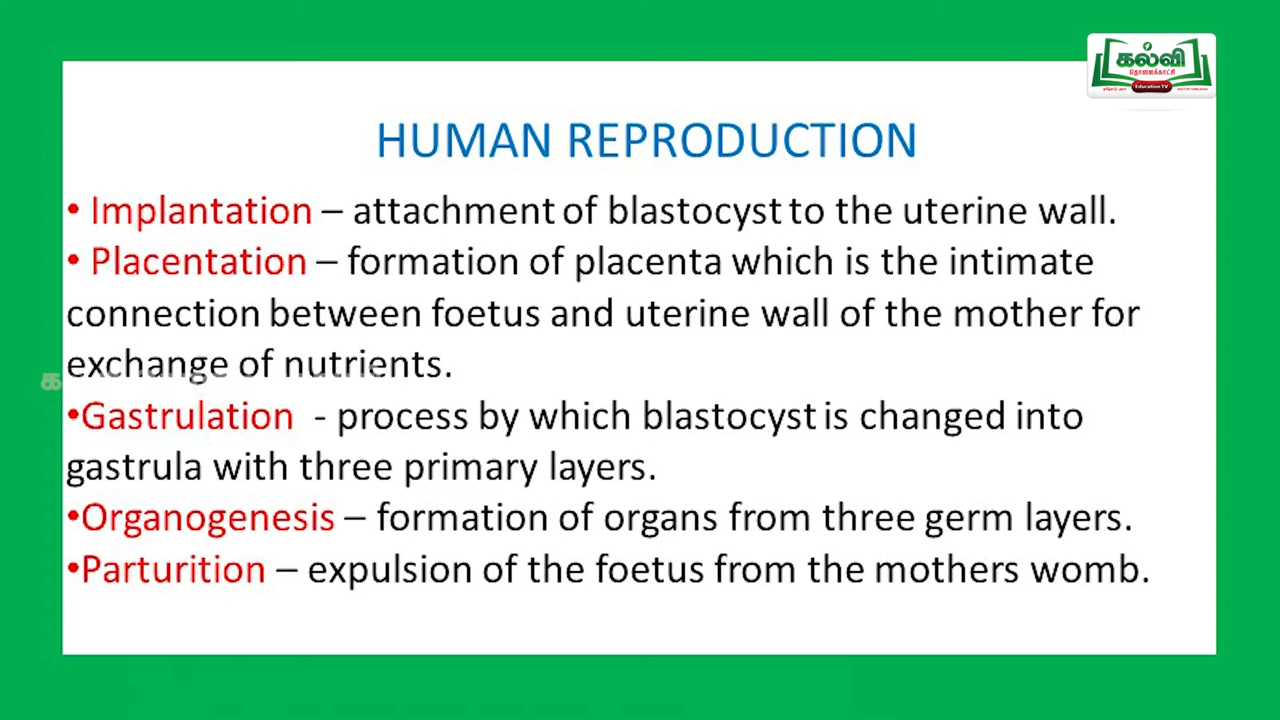 கல்வி
தொலைக்காட்சி
Education TV
HUMAN REPRODUCTION
• Implantation – attachment of blastocyst to the uterine wall.
• Placentation – formation of placenta which is the intimate
connection between foetus and uterine wall of the mother for
exchange of nutrients.
•Gastrulation - process by which blastocyst is changed into
gastrula with three primary layers.
•Organogenesis – formation of organs from three germ layers.
•Parturition – expulsion of the foetus from the mothers womb.